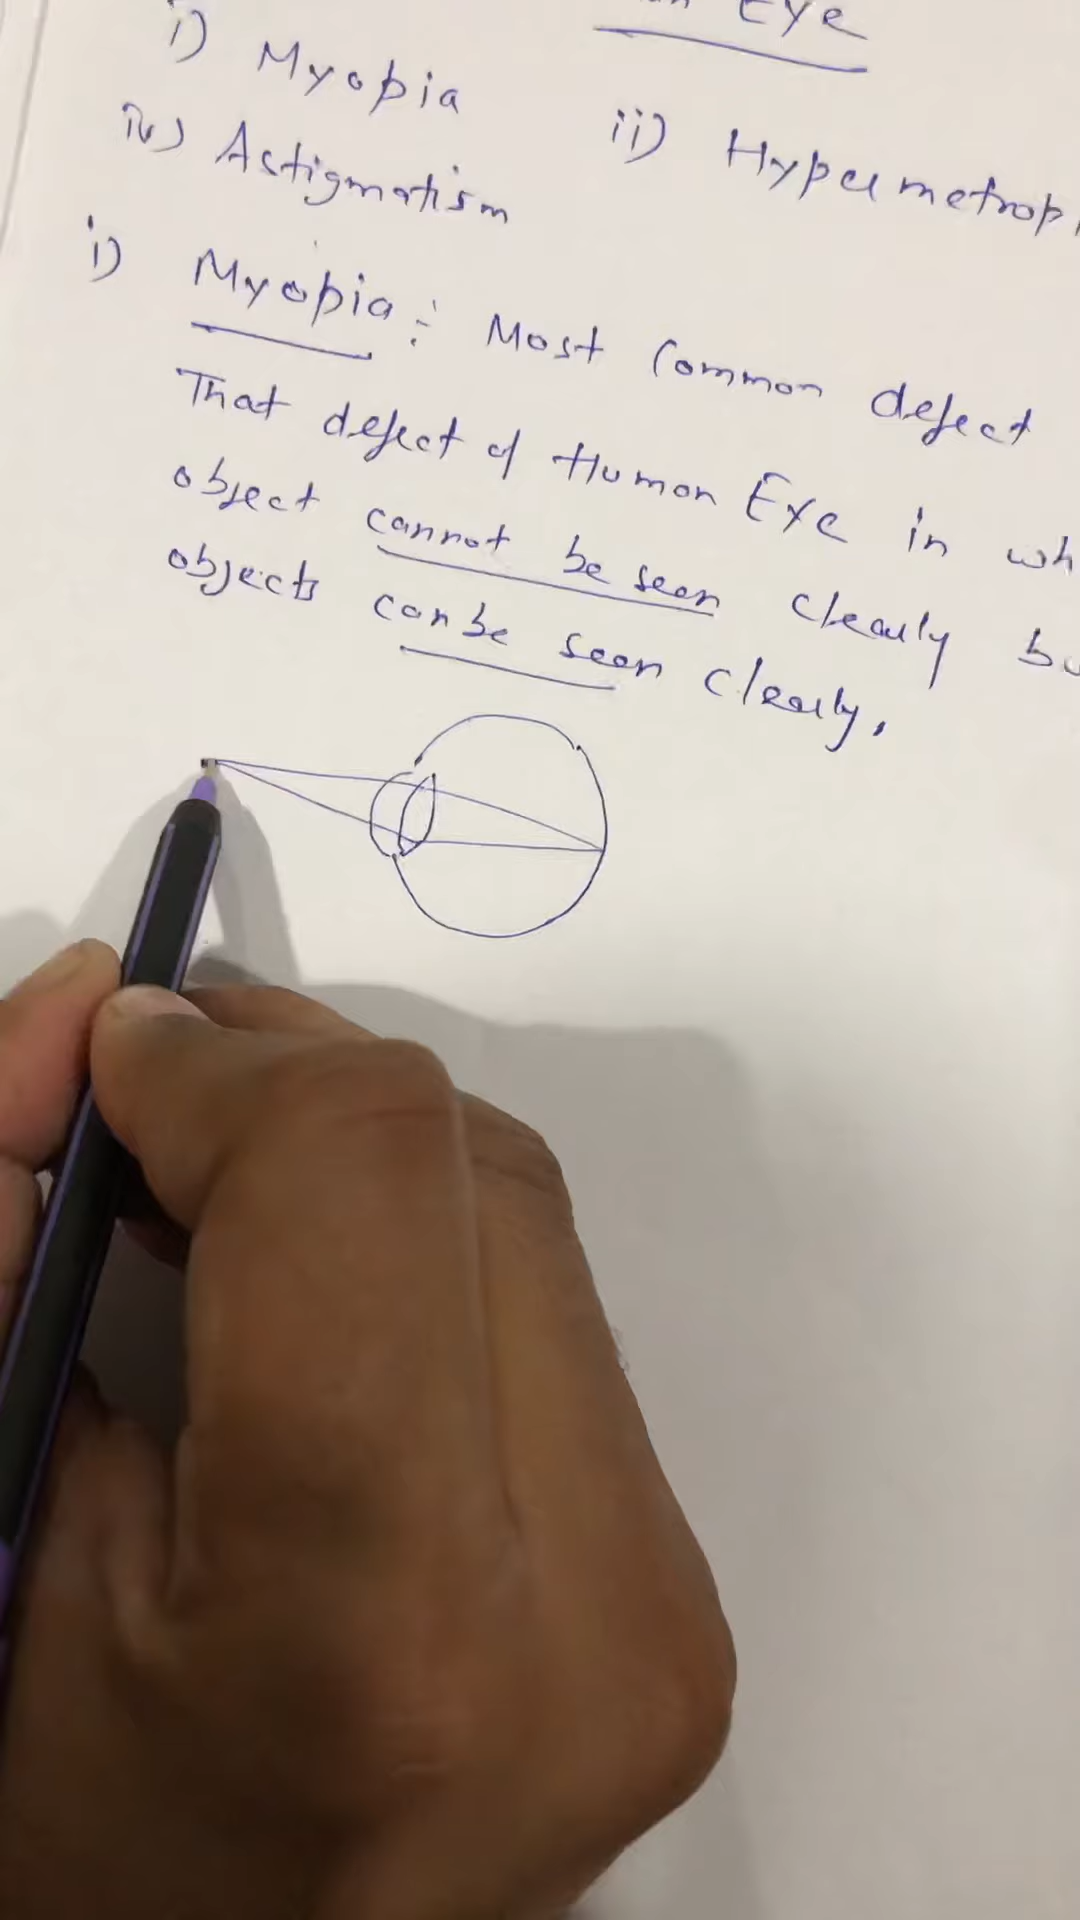 Eye
i) Myopia ii) Hypermetrop
iv) Astigmatism
i) Myopia: Most Common defect
That defect of Human Eye in wh
object cannot be seen clearly bu
objects can be seen clearly.